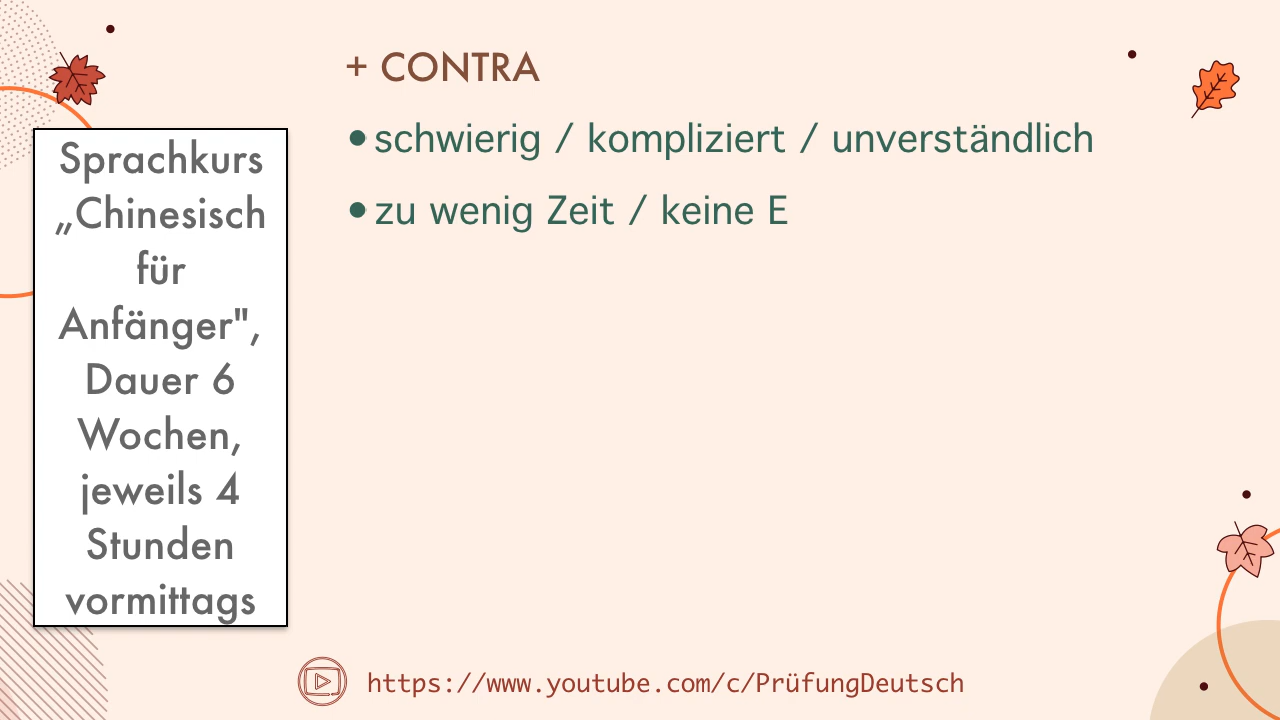 + CONTRA
• schwierig / kompliziert / unverständlich
• zu wenig Zeit / keine E
Sprachkurs
„Chinesisch
für
Anfänger",
Dauer 6
Wochen,
jeweils 4
Stunden
vormittags
https://www.youtube.com/c/PrüfungDeutsch